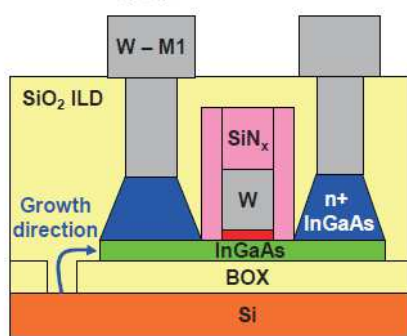 W – M1
SiO₂ ILD
SiNₓ
W
Growth
direction
n+
InGaAs
InGaAs
BOX
Si